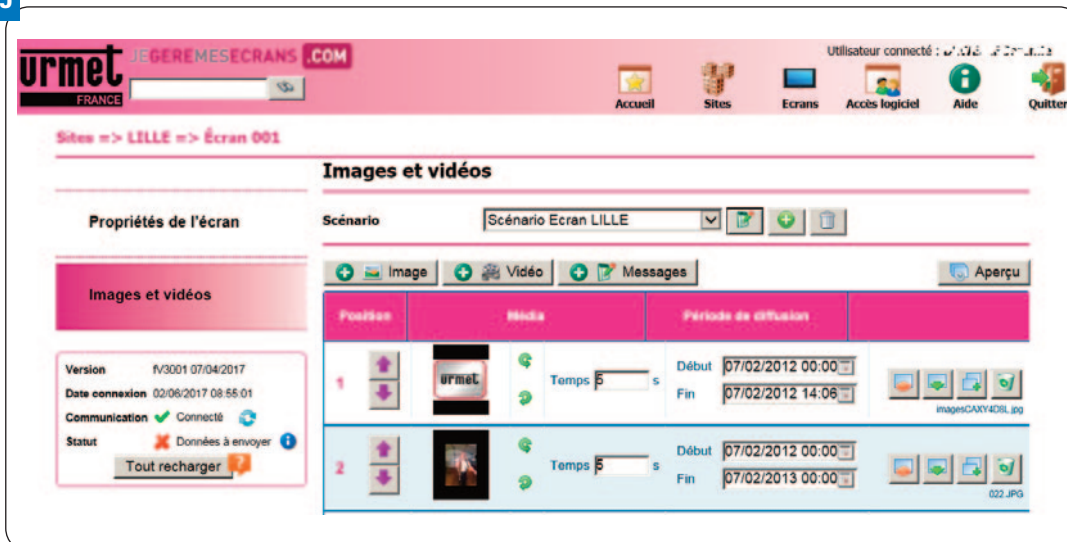 JEGEREMESECRANS .COM
urmet
FRANCE
Utilisateur connecté :
Accueil Sites Ecrans Accès logiciel Aide Quitter
Sites => LILLE => Écran 001
Images et vidéos
Propriétés de l'écran
Scénario Scénario Ecran LILLE
Images et vidéos
Image Vidéo Messages Aperçu
Position Média Période de diffusion
Version fV3001 07/04/2017
Date connexion 02/06/2017 08:55:01
Communication Connecté
Statut Données à envoyer
Tout recharger
1 urmet Temps 5 s Début 07/02/2012 00:00
Fin 07/02/2012 14:06
imagesCAXY4D8L.jpg
2 Temps 5 s Début 07/02/2012 00:00
Fin 07/02/2013 00:00
022.JPG